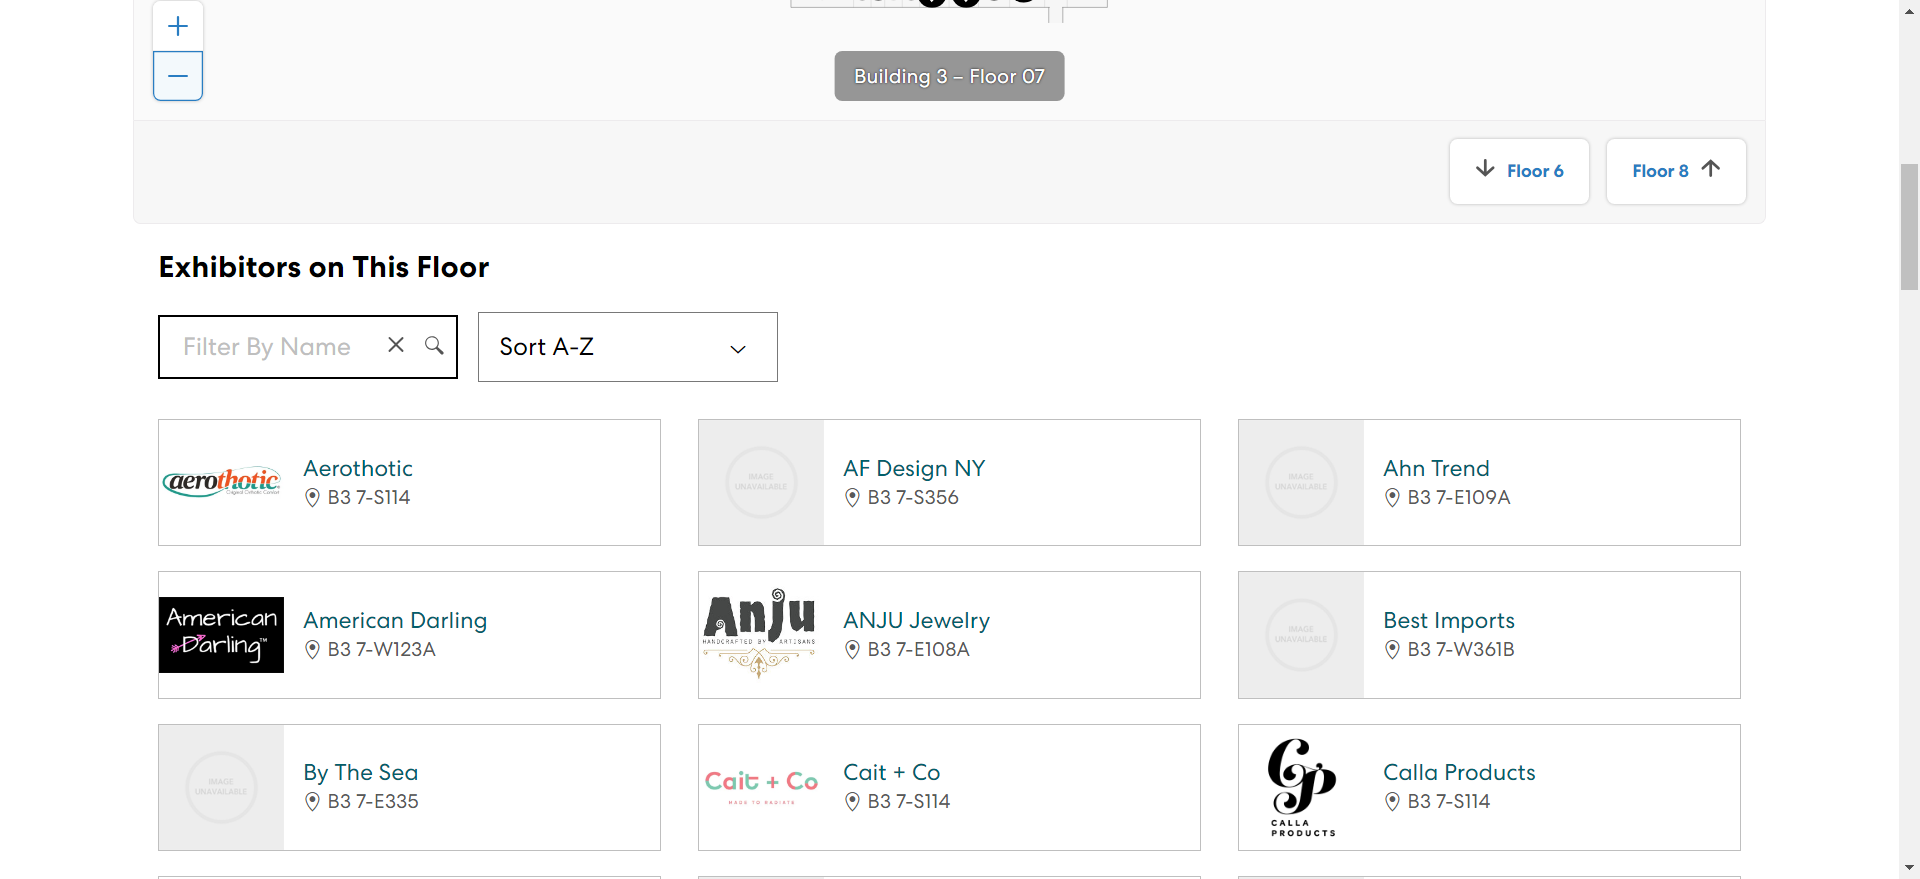 Building 3 – Floor 07
Floor 6
Floor 8
Exhibitors on This Floor
Filter By Name
Sort A-Z
aerothotic
Aerothotic
B3 7-S114
IMAGE
UNAVAILABLE
AF Design NY
B3 7-S356
IMAGE
UNAVAILABLE
Ahn Trend
B3 7-E109A
American
Darling™
American Darling
B3 7-W123A
Anju
HANDCRAFTED BY ARTISANS
ANJU Jewelry
B3 7-E108A
IMAGE
UNAVAILABLE
Best Imports
B3 7-W361B
IMAGE
UNAVAILABLE
By The Sea
B3 7-E335
Cait + Co
MADE TO RADIATE
Cait + Co
B3 7-S114
CP
CALLA
PRODUCTS
Calla Products
B3 7-S114